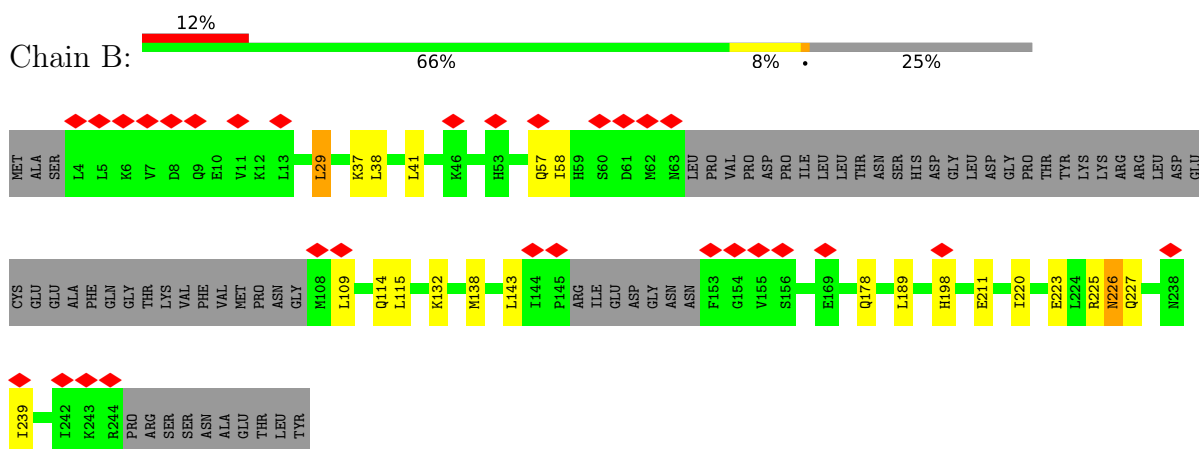 12%
Chain B:
66% 8% • 25%
MET ALA SER L4 L5 K6 V7 D8 Q9 E10 V11 K12 L13 L29 K37 L38 L41 K46 H53 Q57 I58 H59 S60 D61 M62 N63 LEU PRO VAL PRO ASP PRO ILE LEU LEU THR ASN SER HIS ASP GLY LEU ASP GLY PRO THR TYR LYS LYS ARG ARG LEU ASP GLU
CYS GLU GLU ALA PHE GLN GLY THR LYS VAL PHE VAL MET PRO ASN GLY M108 L109 Q114 L115 K132 M138 L143 I144 P145 ARG ILE GLU ASP GLY ASN ASN F153 G154 V155 S156 E169 Q178 L189 H198 E211 I220 E223 L224 R225 N226 Q227 N238
I239 I242 K243 R244 PRO ARG SER SER ASN ALA GLU THR LEU TYR